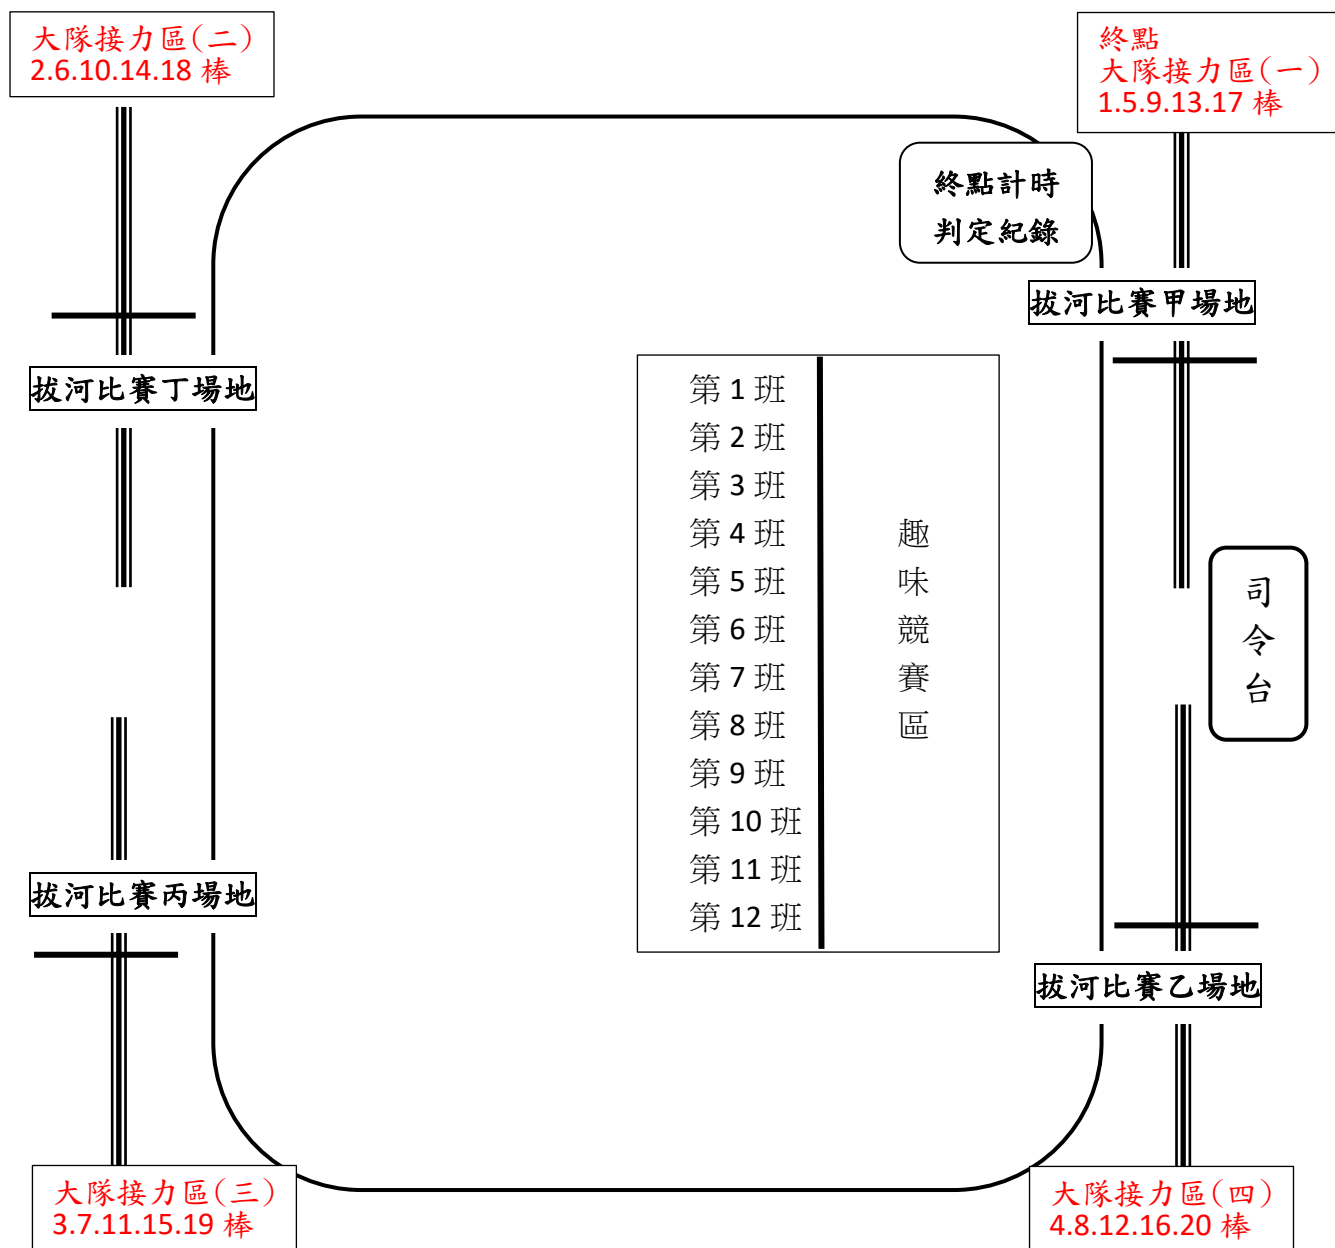 大隊接力區(二)
2.6.10.14.18 棒
終點
大隊接力區(一)
1.5.9.13.17 棒
終點計時
判定紀錄
拔河比賽甲場地
拔河比賽丁場地
第 1 班
第 2 班
第 3 班
第 4 班
第 5 班
第 6 班
第 7 班
第 8 班
第 9 班
第 10 班
第 11 班
第 12 班
趣味競賽區
司令台
拔河比賽丙場地
拔河比賽乙場地
大隊接力區(三)
3.7.11.15.19 棒
大隊接力區(四)
4.8.12.16.20 棒